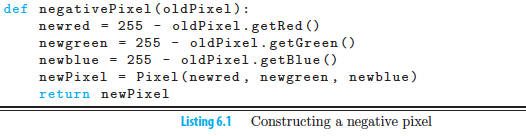 def negativePixel(oldPixel):
    newred = 255 - oldPixel.getRed()
    newgreen = 255 - oldPixel.getGreen()
    newblue = 255 - oldPixel.getBlue()
    newPixel = Pixel(newred, newgreen, newblue)
    return newPixel
Listing 6.1 Constructing a negative pixel